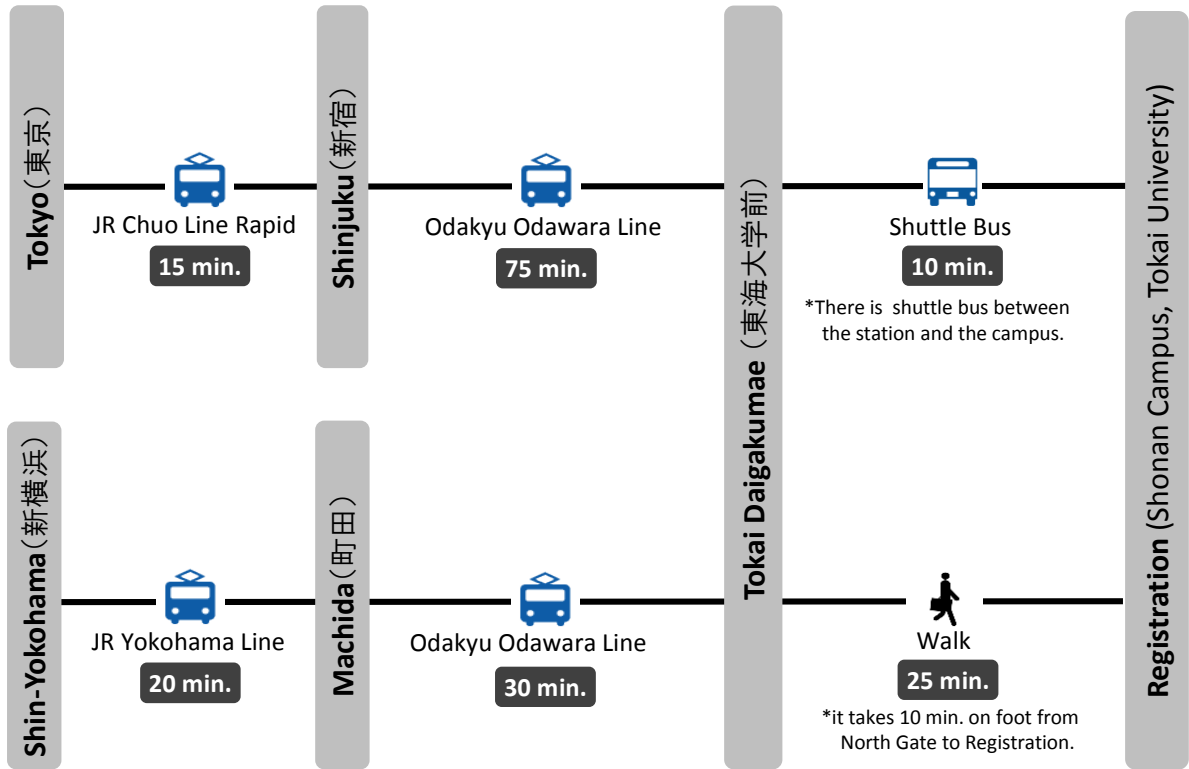 Tokyo(東京)
JR Chuo Line Rapid
15 min.
Shinjuku(新宿)
Odakyu Odawara Line
75 min.
Tokai Daigakumae (東海大学前)
Shuttle Bus
10 min.
*There is shuttle bus between
the station and the campus.
Registration (Shonan Campus, Tokai University)
Shin-Yokohama(新横浜)
JR Yokohama Line
20 min.
Machida(町田)
Odakyu Odawara Line
30 min.
Walk
25 min.
*it takes 10 min. on foot from
North Gate to Registration.